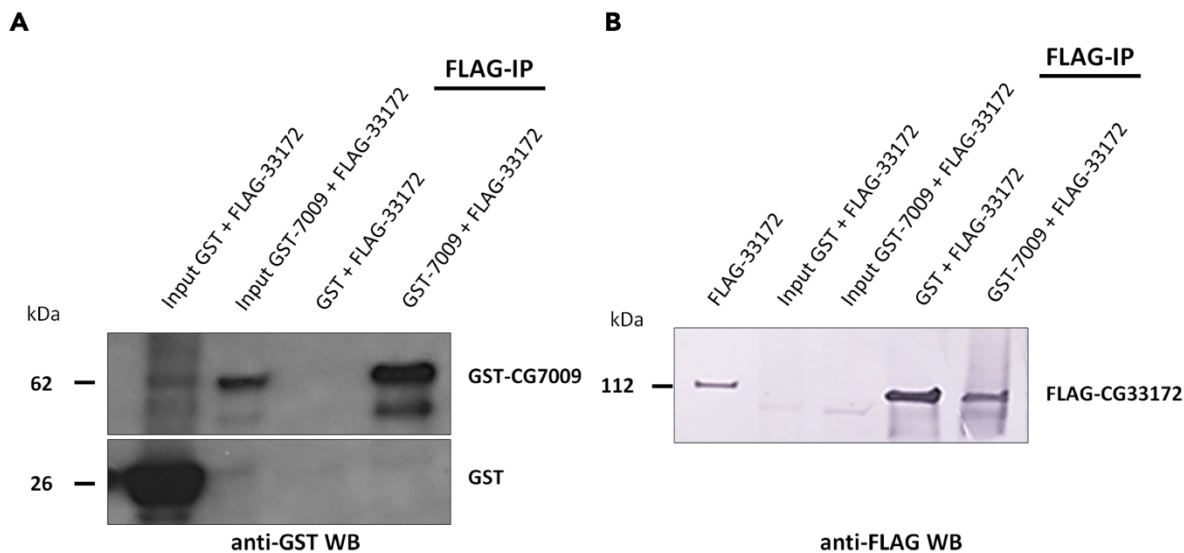 A
FLAG-IP
Input GST + FLAG-33172
Input GST-7009 + FLAG-33172
GST + FLAG-33172
GST-7009 + FLAG-33172
kDa
62
GST-CG7009
26
GST
anti-GST WB
B
FLAG-IP
FLAG-33172
Input GST + FLAG-33172
Input GST-7009 + FLAG-33172
GST + FLAG-33172
GST-7009 + FLAG-33172
kDa
112
FLAG-CG33172
anti-FLAG WB